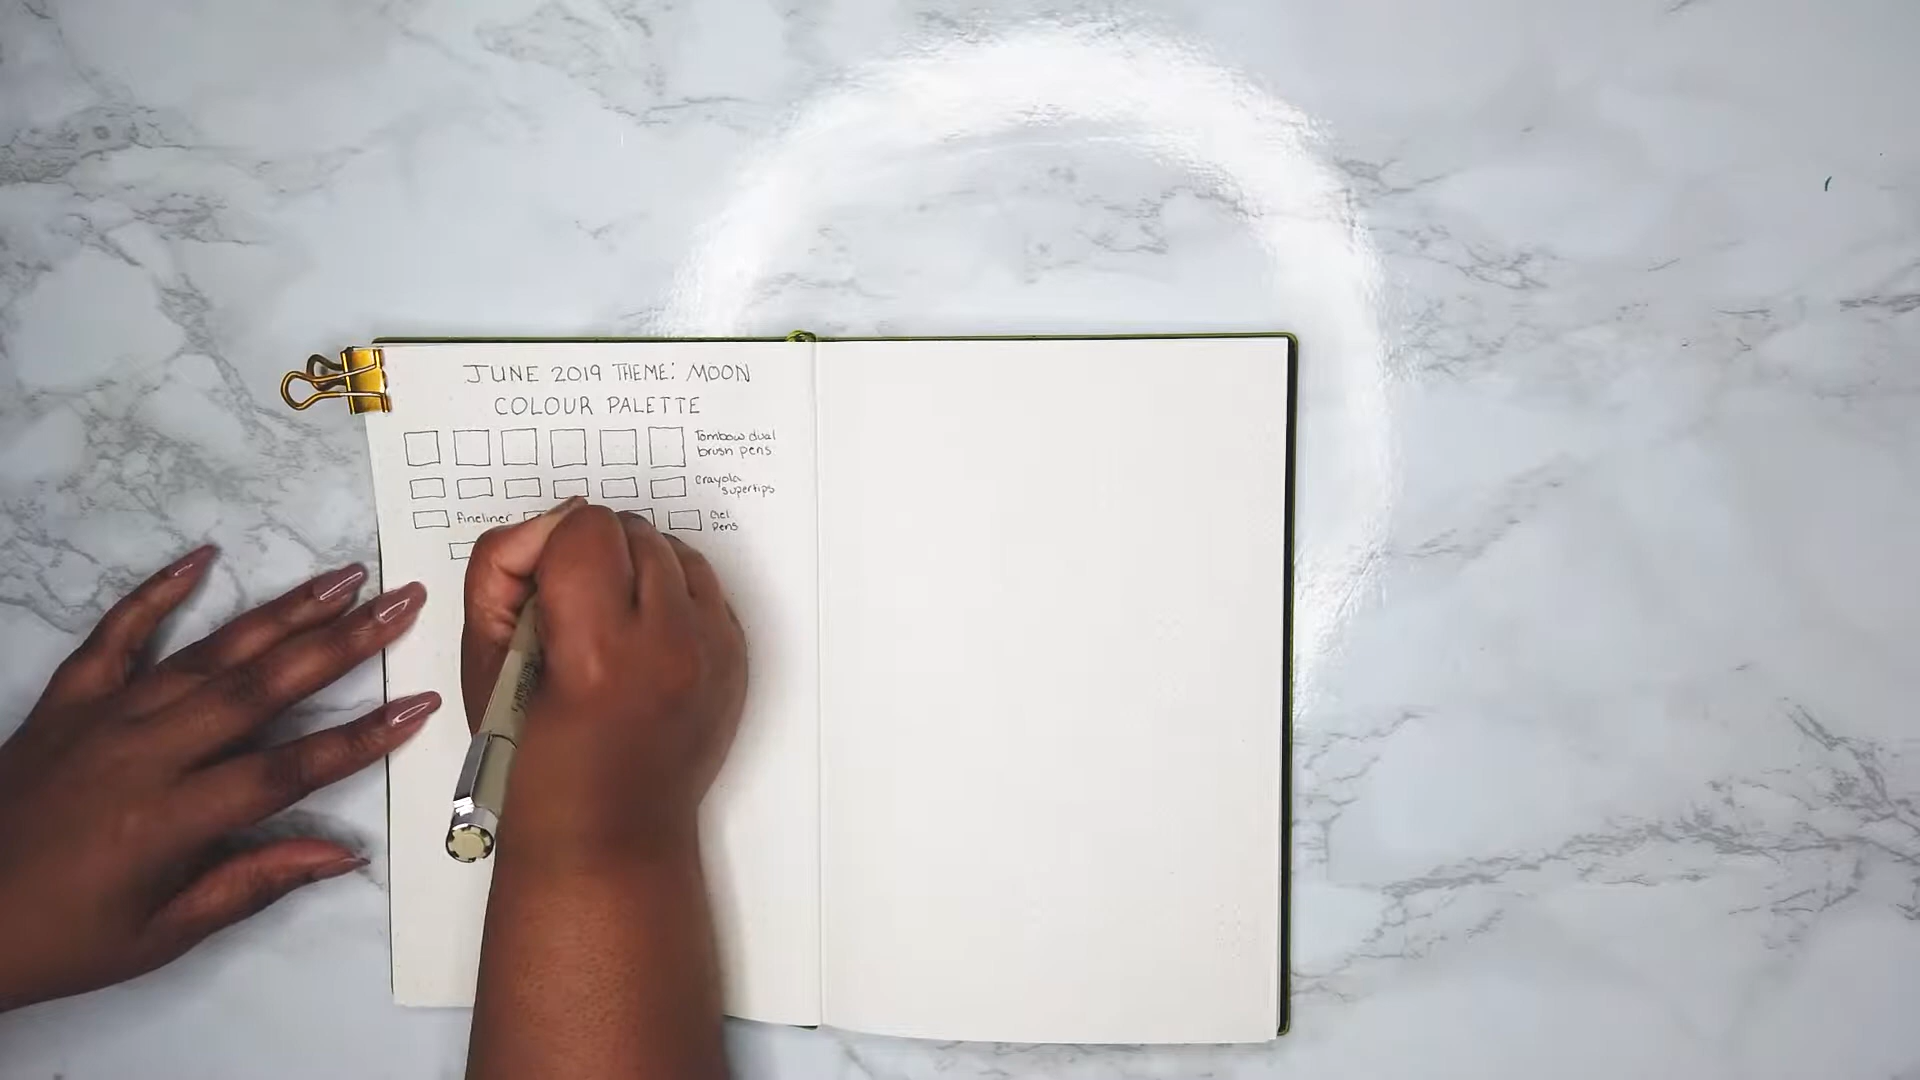 JUNE 2019 THEME: MOON
COLOUR PALETTE
Tombow dual
brush pens
Crayola
supertips
fineliner
Gel
Pens